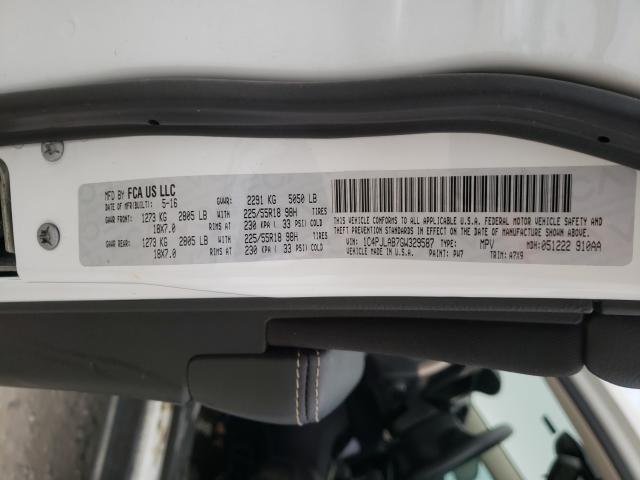 MFD BY FCA US LLC
DATE OF MFR(BUILT): 5-16 GVWR: 2291 KG 5050 LB
GAWR FRONT: 1273 KG 2805 LB WITH 225/55R18 98H TIRES
18X7.0 RIMS AT 230 KPA ( 33 PSI) COLD
GAWR REAR: 1273 KG 2805 LB WITH 225/55R18 98H TIRES
18X7.0 RIMS AT 230 KPA ( 33 PSI) COLD
THIS VEHICLE CONFORMS TO ALL APPLICABLE U.S.A. FEDERAL MOTOR VEHICLE SAFETY AND
THEFT PREVENTION STANDARDS IN EFFECT ON THE DATE OF MANUFACTURE SHOWN ABOVE.
VIN: 1C4PJLAB7GW329587 TYPE: MPV MDH: 051222 910AA
VEHICLE MADE IN U.S.A. PAINT: PW7 TRIM: A7X9